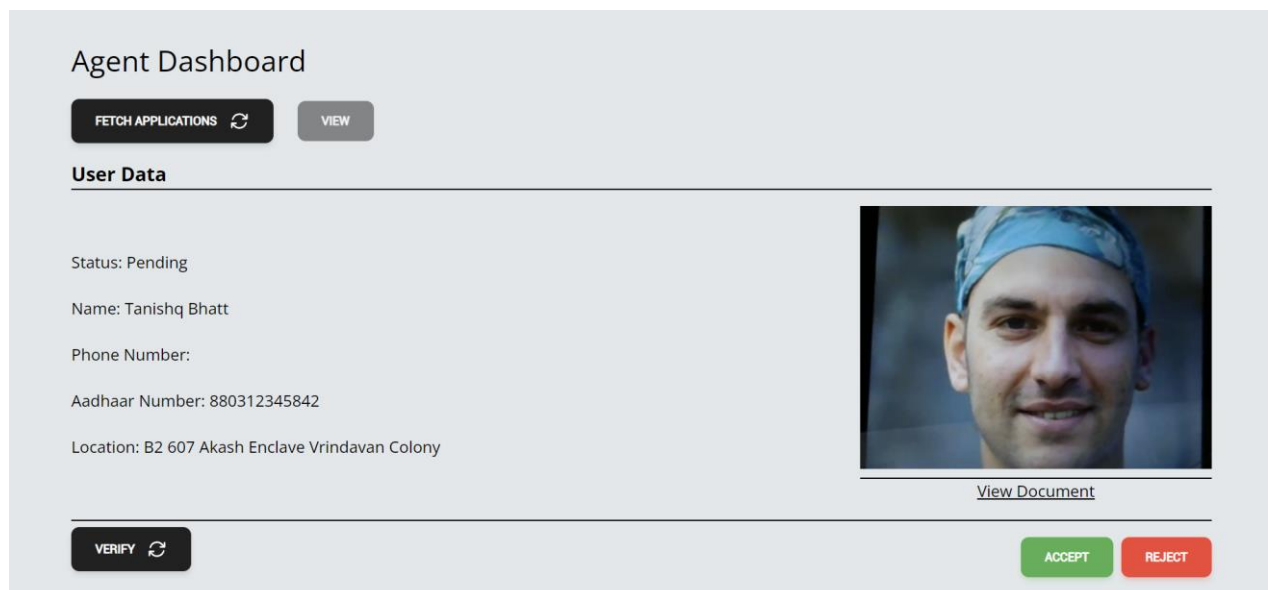 Agent Dashboard
FETCH APPLICATIONS VIEW
User Data
Status: Pending
Name: Tanishq Bhatt
Phone Number:
Aadhaar Number: 880312345842
Location: B2 607 Akash Enclave Vrindavan Colony
View Document
VERIFY ACCEPT REJECT